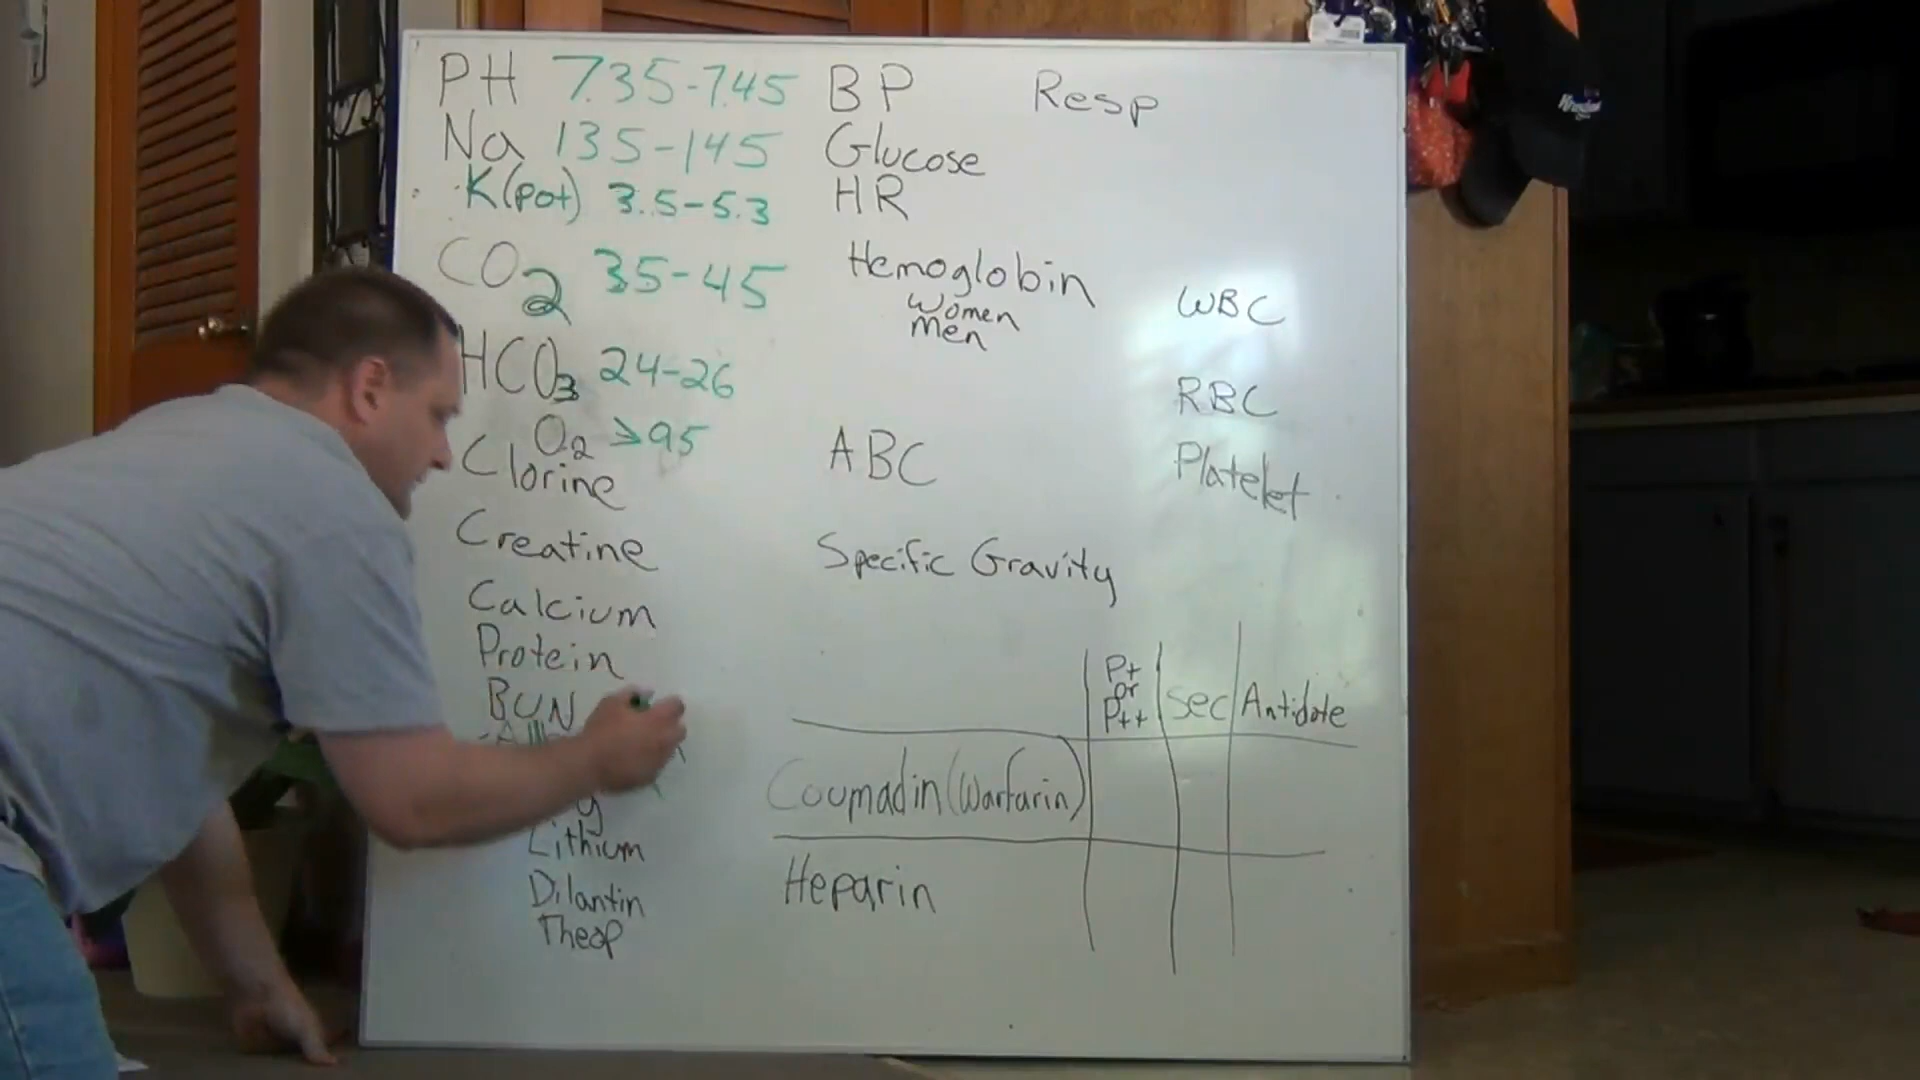 PH 7.35-7.45
Na 135-145
K(pot) 3.5-5.3
CO2 35-45
HCO3 24-26
O2 ≥95
Clorine
Creatine
Calcium
Protein
BUN
Lithium
Dilantin
Theop
BP
Glucose
HR
Hemoglobin
women
men
ABC
Specific Gravity
Resp
WBC
RBC
Platelet
P+
or
P++
Sec
Antidote
Coumadin (Warfarin)
Heparin